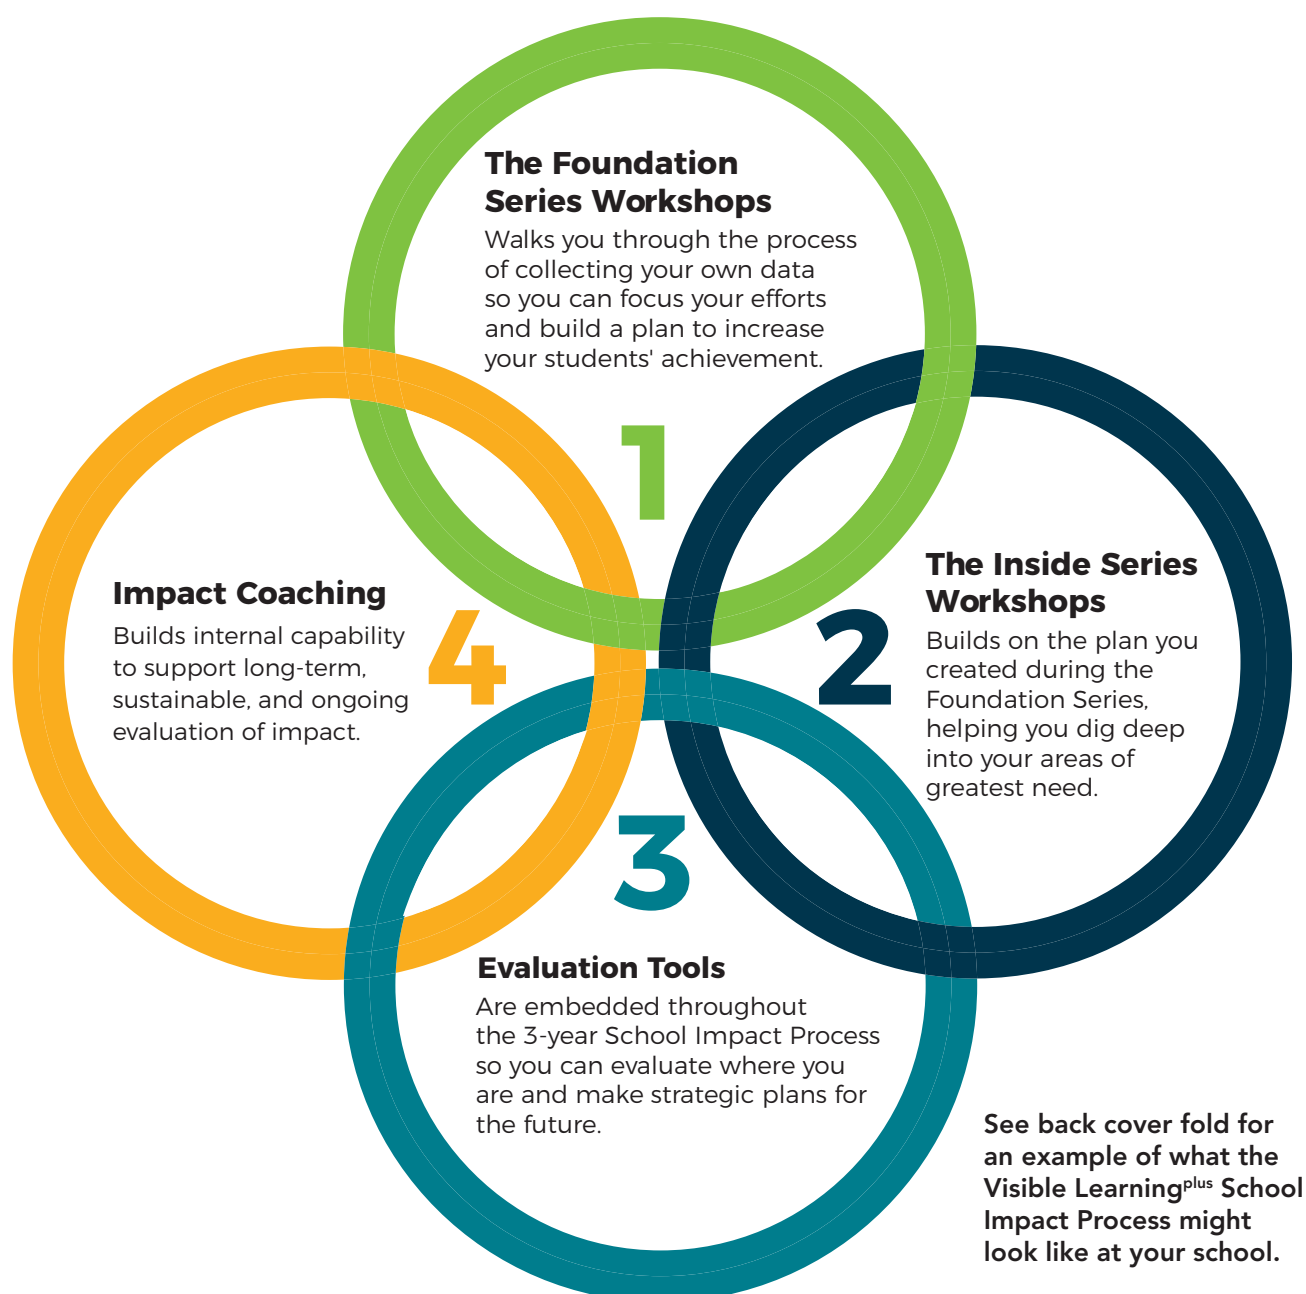 The Foundation
Series Workshops
Walks you through the process
of collecting your own data
so you can focus your efforts
and build a plan to increase
your students' achievement.
1
The Inside Series
Workshops
Builds on the plan you
created during the
Foundation Series,
helping you dig deep
into your areas of
greatest need.
2
3
Evaluation Tools
Are embedded throughout
the 3-year School Impact Process
so you can evaluate where you
are and make strategic plans for
the future.
Impact Coaching
Builds internal capability
to support long-term,
sustainable, and ongoing
evaluation of impact.
4
See back cover fold for
an example of what the
Visible Learningplus School
Impact Process might
look like at your school.